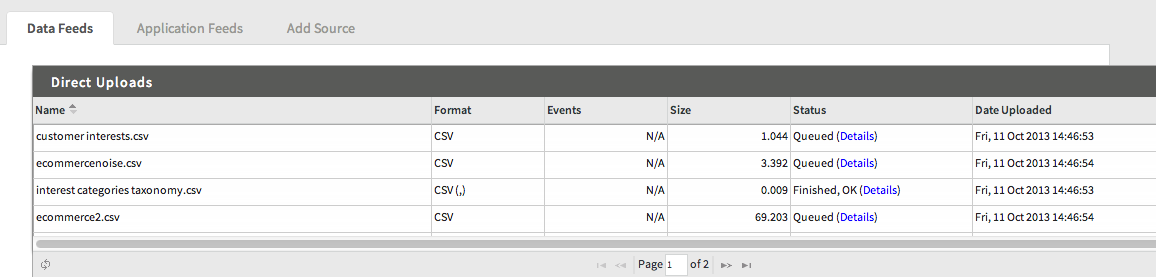 Data Feeds Application Feeds Add Source
Direct Uploads
Name Format Events Size Status Date Uploaded
customer interests.csv CSV N/A 1.044 Queued (Details) Fri, 11 Oct 2013 14:46:53
ecommercenoise.csv CSV N/A 3.392 Queued (Details) Fri, 11 Oct 2013 14:46:54
interest categories taxonomy.csv CSV (,) N/A 0.009 Finished, OK (Details) Fri, 11 Oct 2013 14:46:53
ecommerce2.csv CSV N/A 69.203 Queued (Details) Fri, 11 Oct 2013 14:46:54
Page 1 of 2